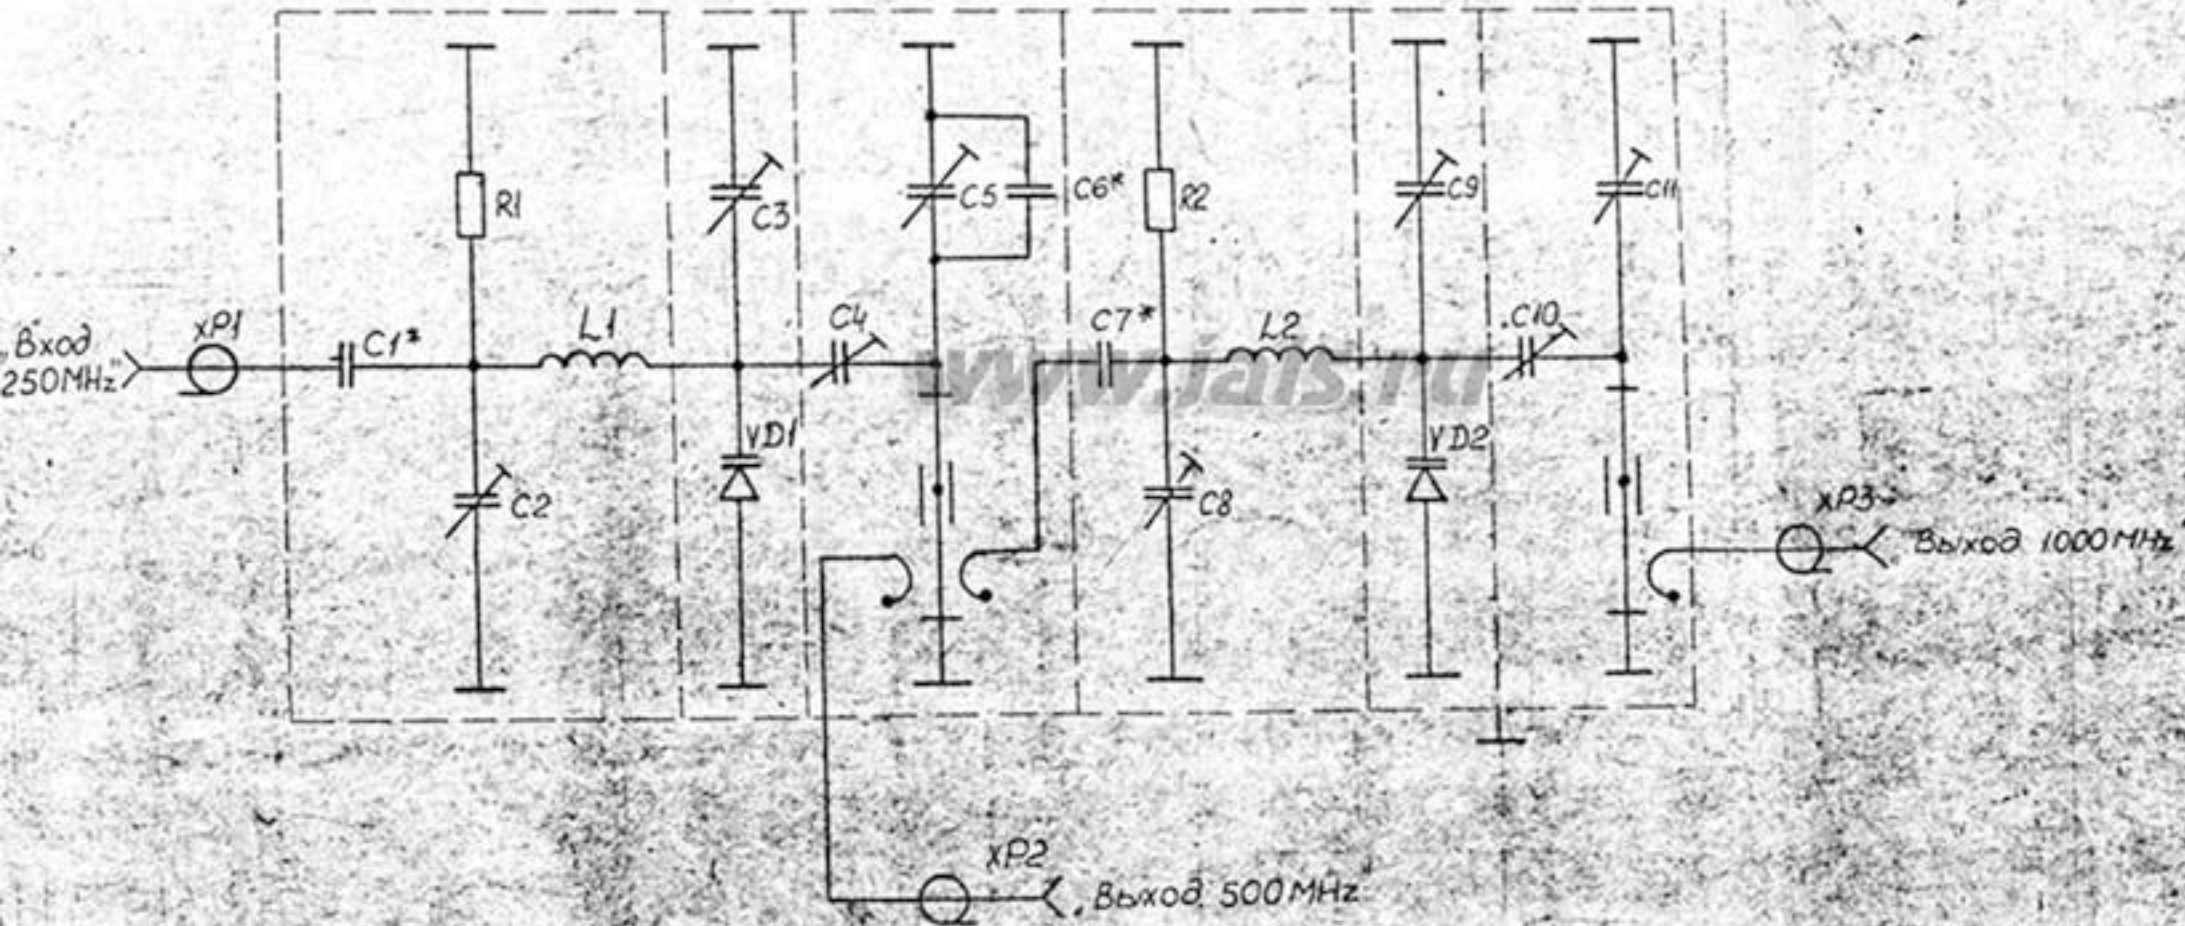 R1
C3
C5
C6*
R2
C9
C11
„Вход
250MHz"
XP1
C1*
L1
C4
C7*
L2
C10
www.jais.ru
VD1
VD2
C2
C8
XP3
Выход 1000MHz"
XP2
„Выход 500MHz